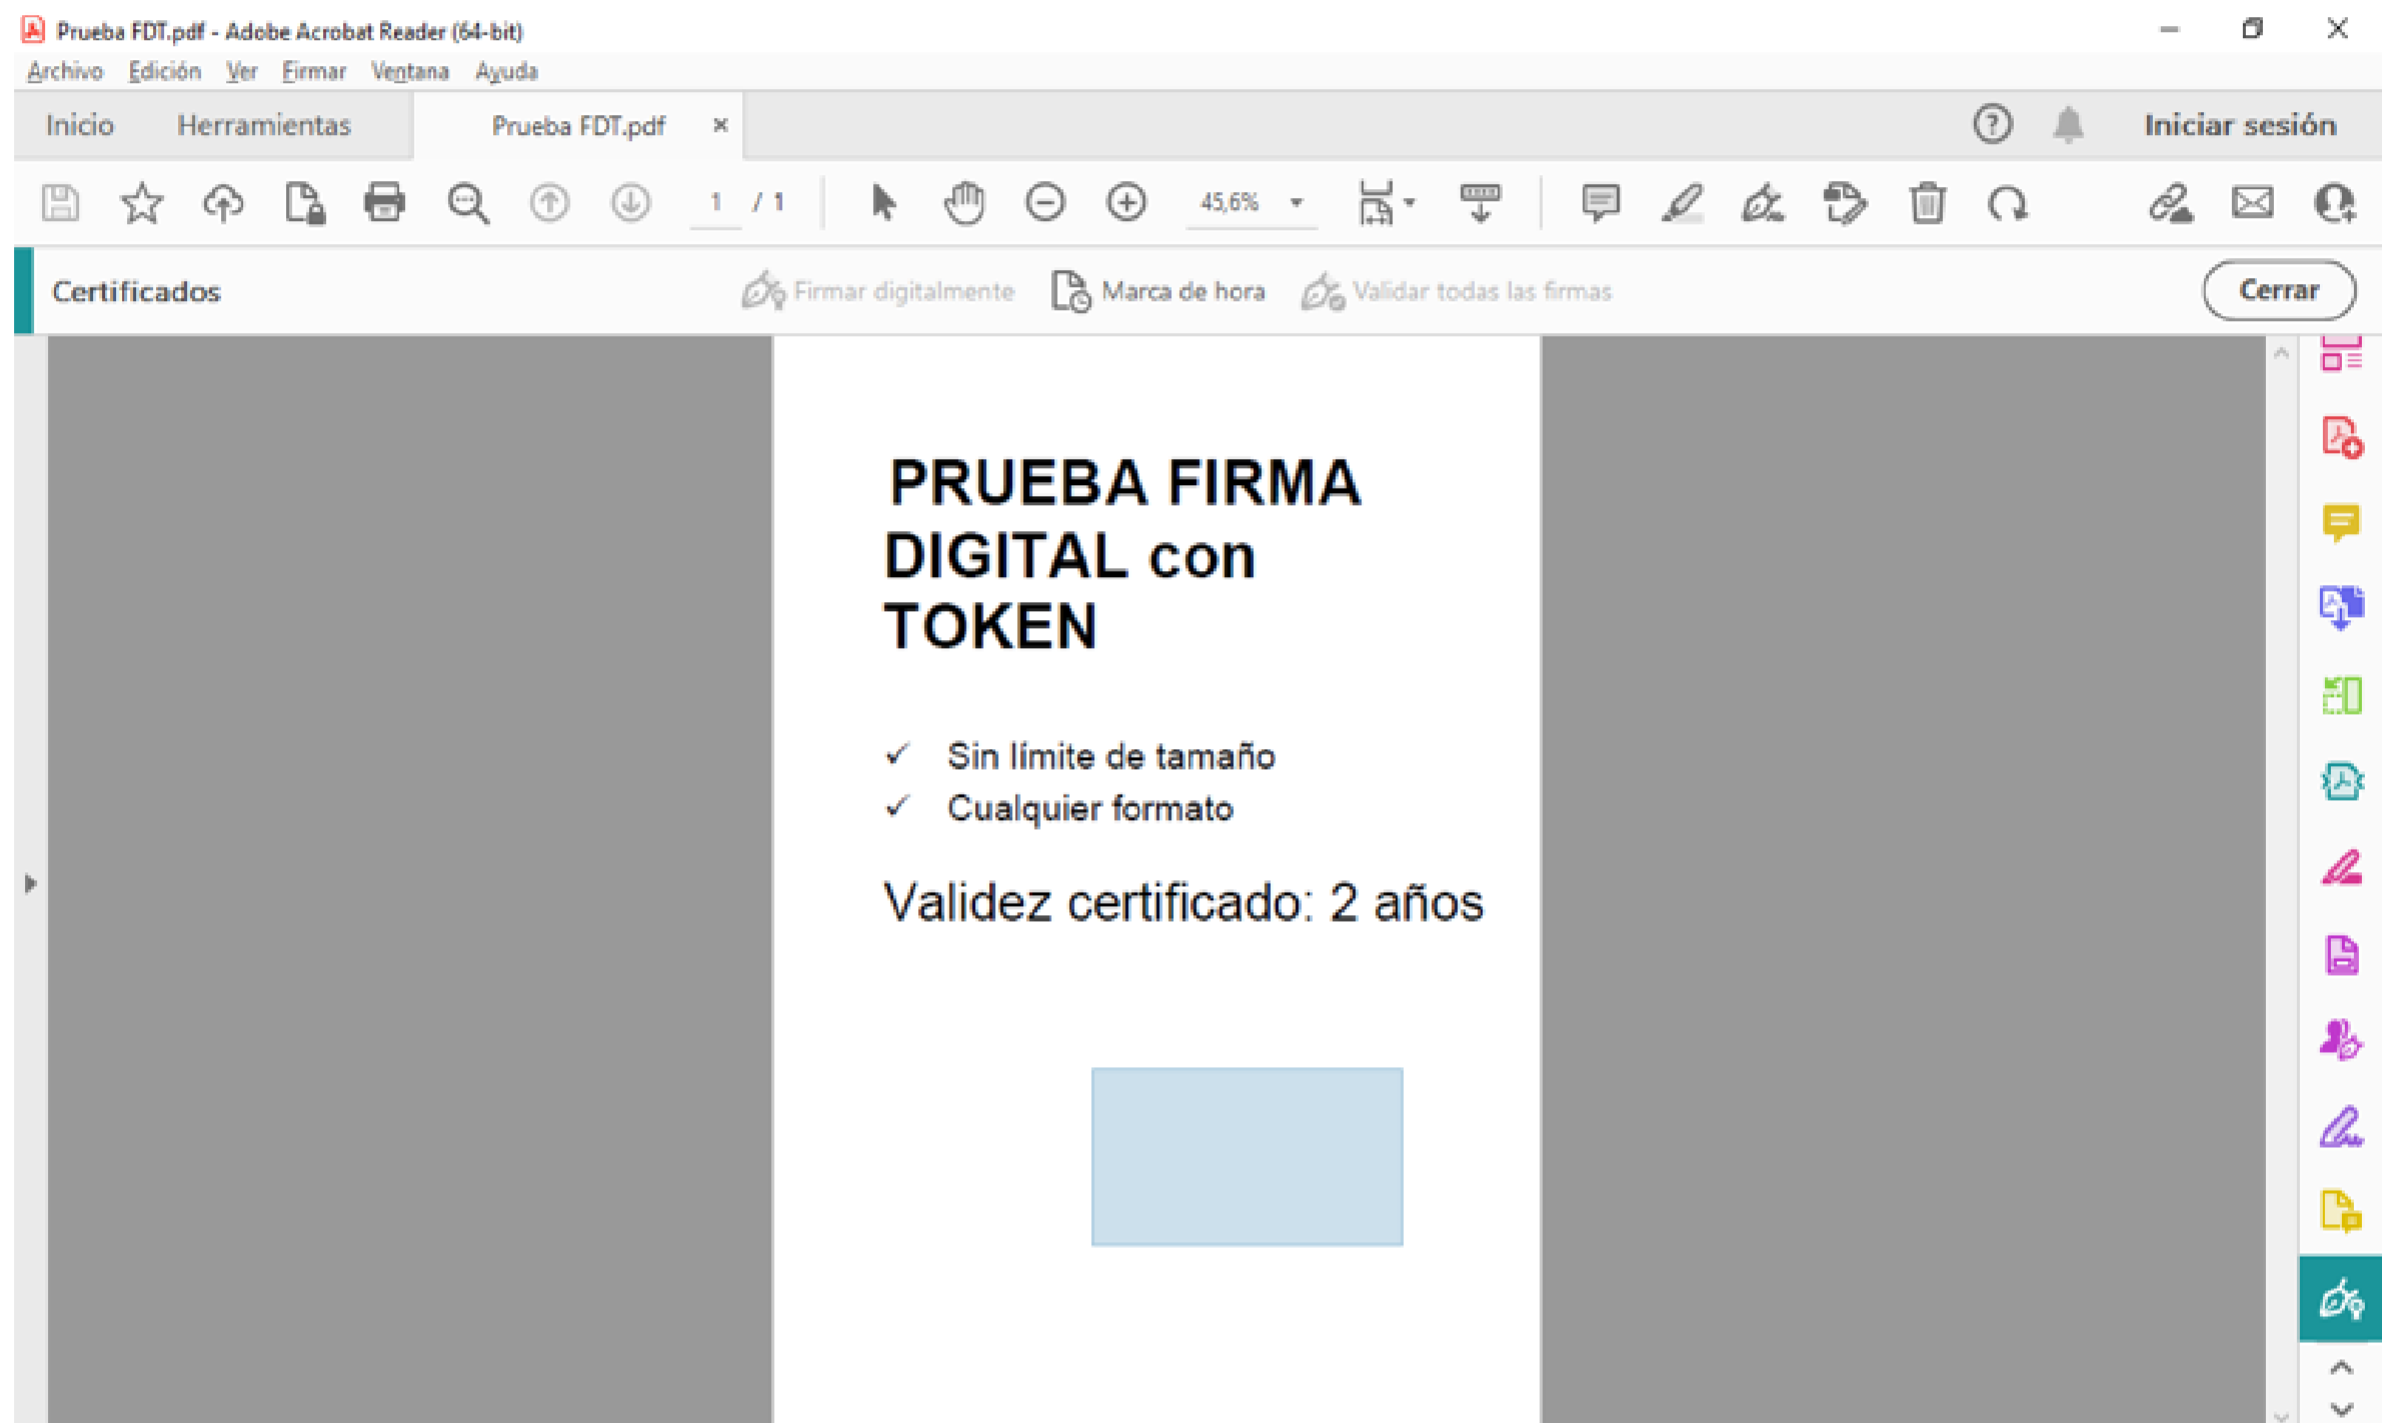 Prueba FDT.pdf - Adobe Acrobat Reader (64-bit)
Archivo Edición Ver Firmar Ventana Ayuda
Inicio Herramientas Prueba FDT.pdf × ? Iniciar sesión
1 / 1 45,6%
Certificados Firmar digitalmente Marca de hora Validar todas las firmas Cerrar
PRUEBA FIRMA
DIGITAL con
TOKEN
✓ Sin límite de tamaño
✓ Cualquier formato
Validez certificado: 2 años